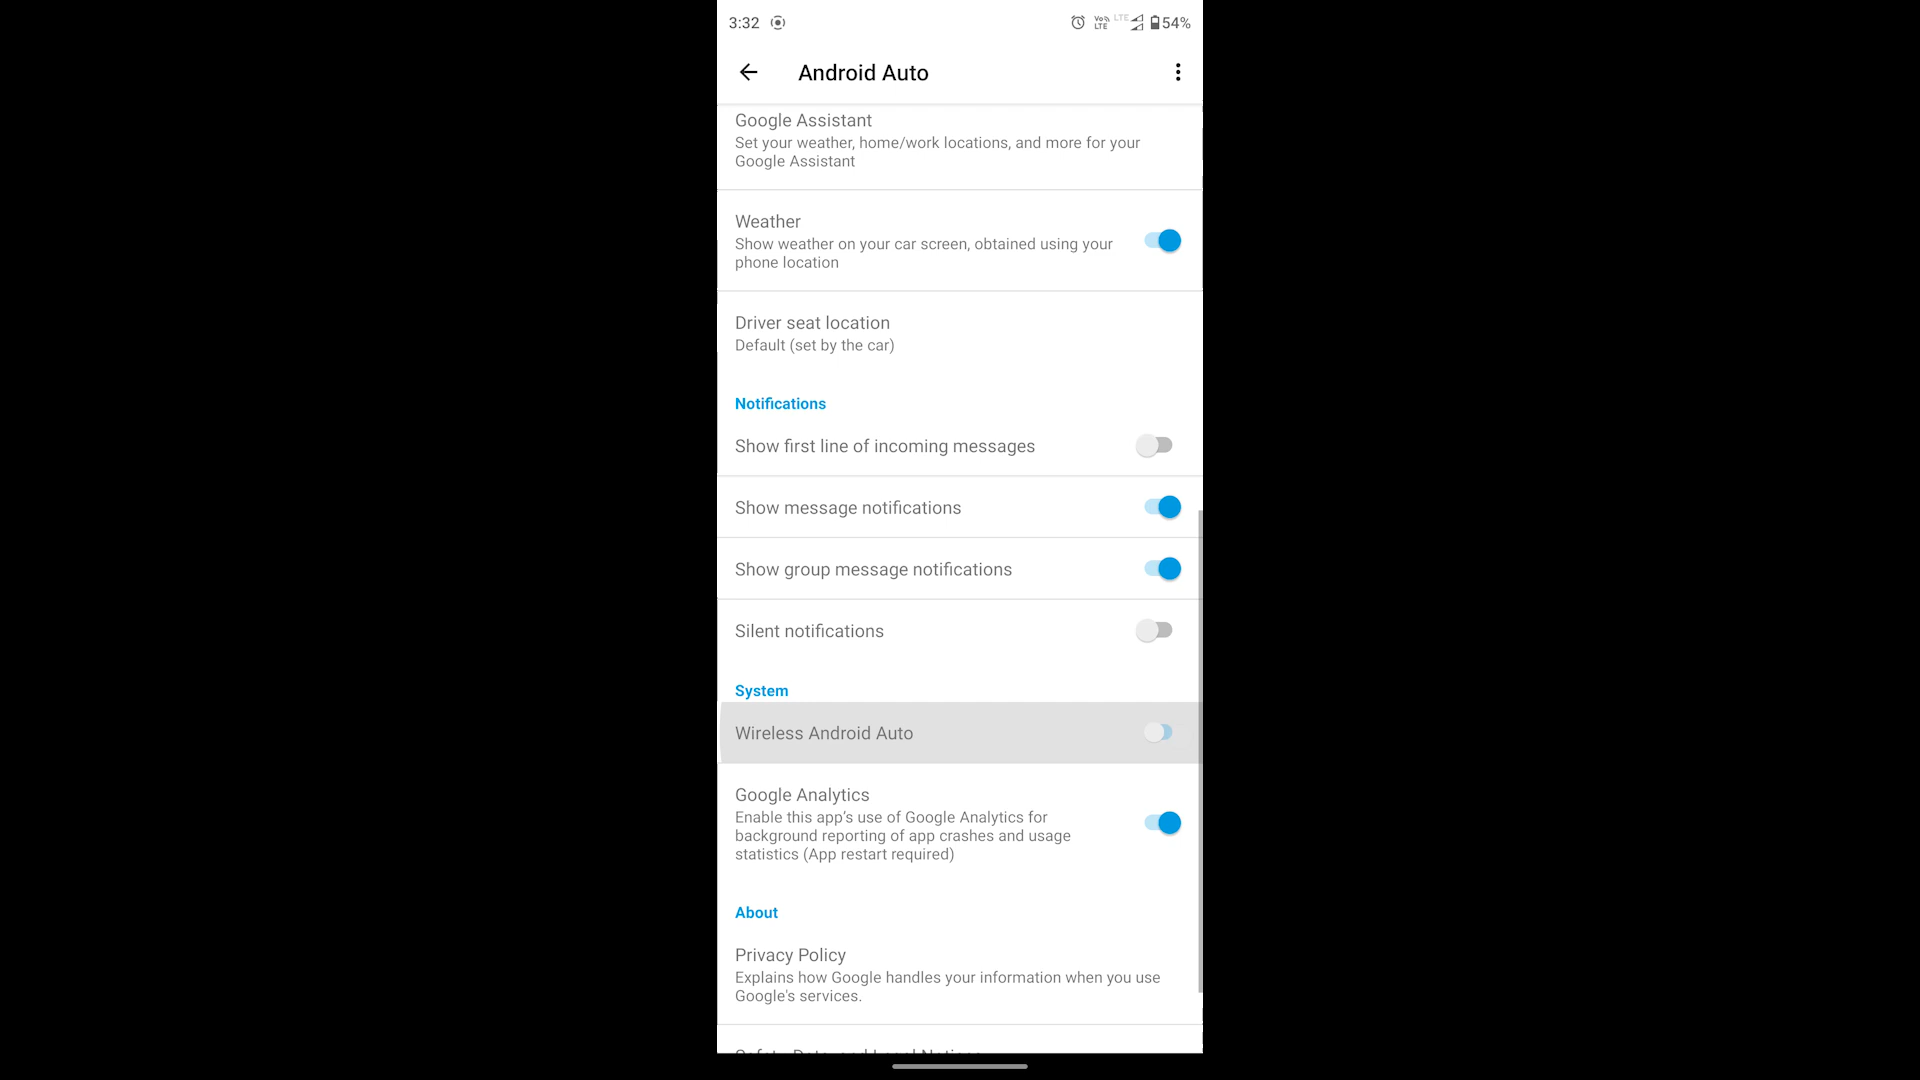 3:32
Vo LTE LTE 54%
Android Auto
Google Assistant
Set your weather, home/work locations, and more for your
Google Assistant
Weather
Show weather on your car screen, obtained using your
phone location
Driver seat location
Default (set by the car)
Notifications
Show first line of incoming messages
Show message notifications
Show group message notifications
Silent notifications
System
Wireless Android Auto
Google Analytics
Enable this app’s use of Google Analytics for
background reporting of app crashes and usage
statistics (App restart required)
About
Privacy Policy
Explains how Google handles your information when you use
Google's services.